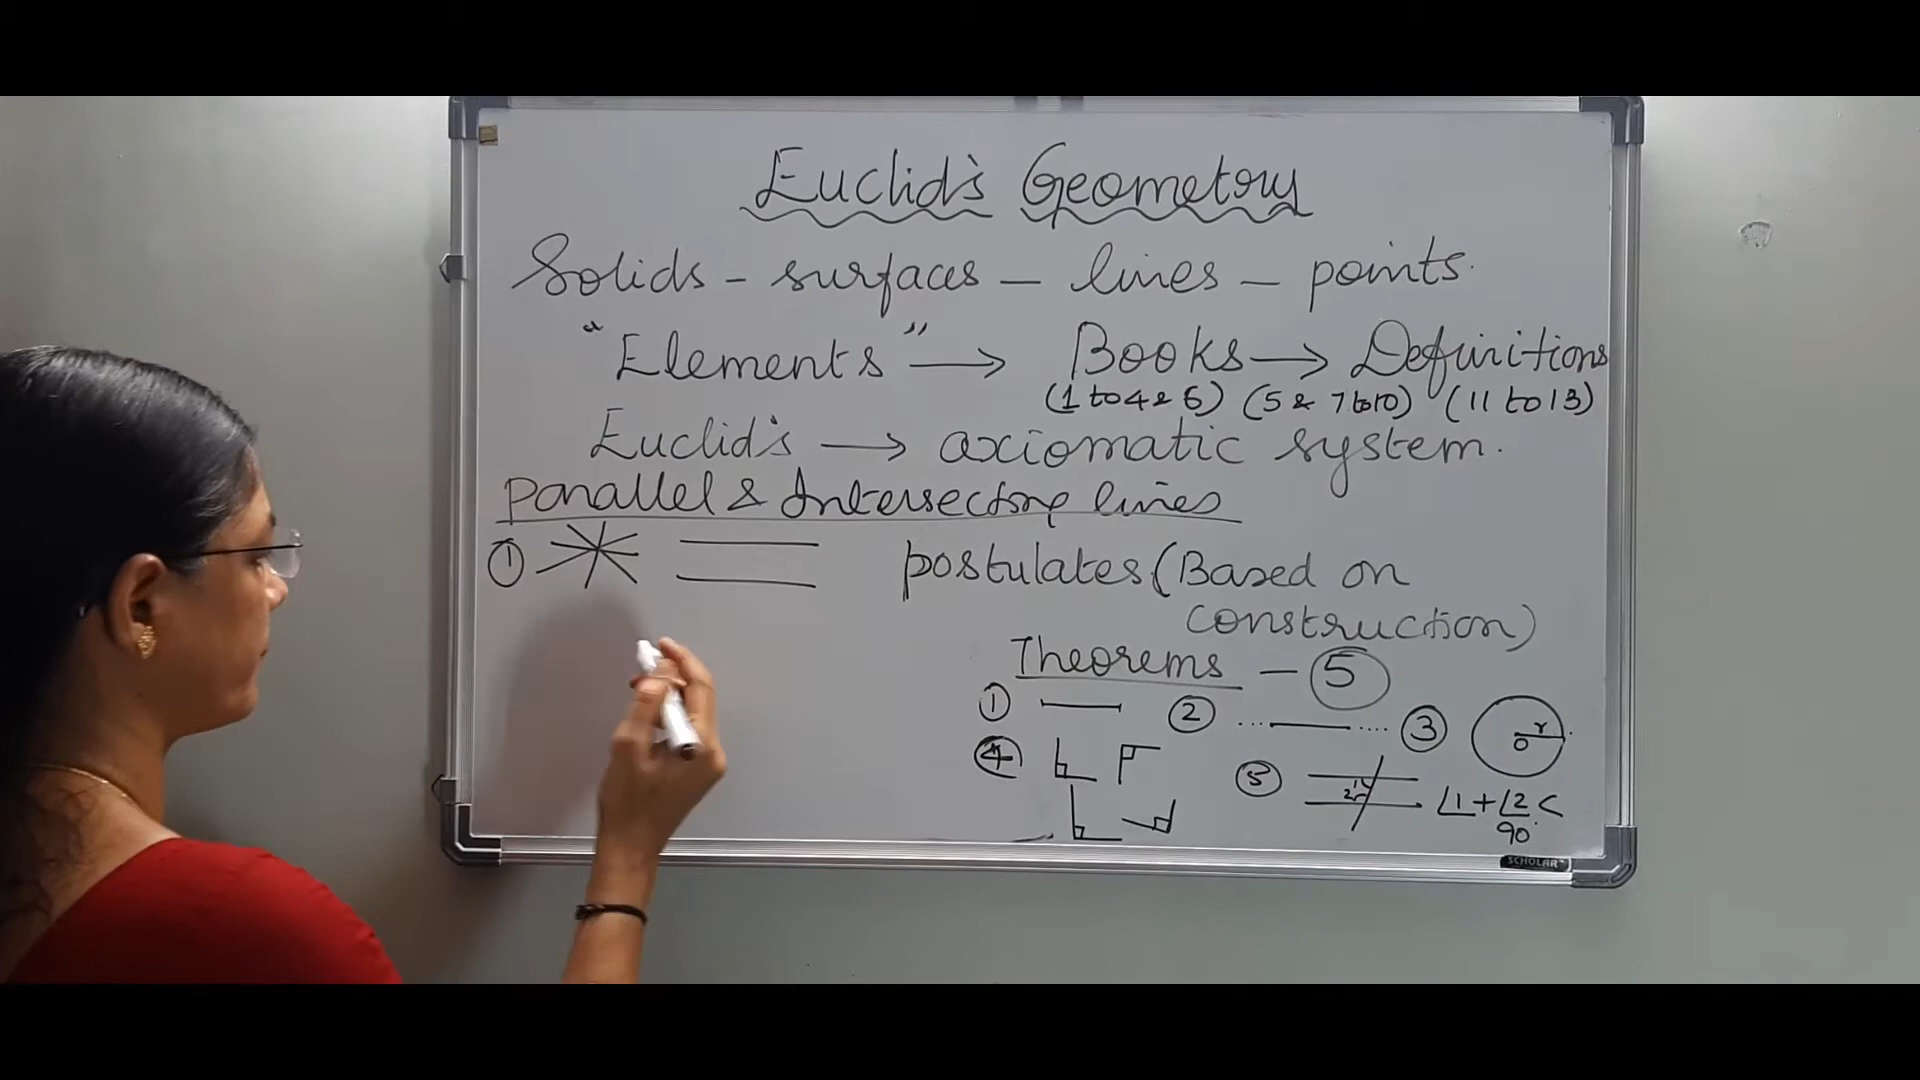 Euclid's Geometry
Solids - surfaces - lines - points.
"Elements" → Books → Definitions
(1 to 4 & 6) (5 & 7 to 10) (11 to 13)
Euclid's → axiomatic system.
Parallel & Intersecting lines
① postulates (Based on
construction)
Theorems - 5
① ② ③ r O
④ ⑤ 1 2 ∠1 + ∠2 <
90°
SCHOLAR